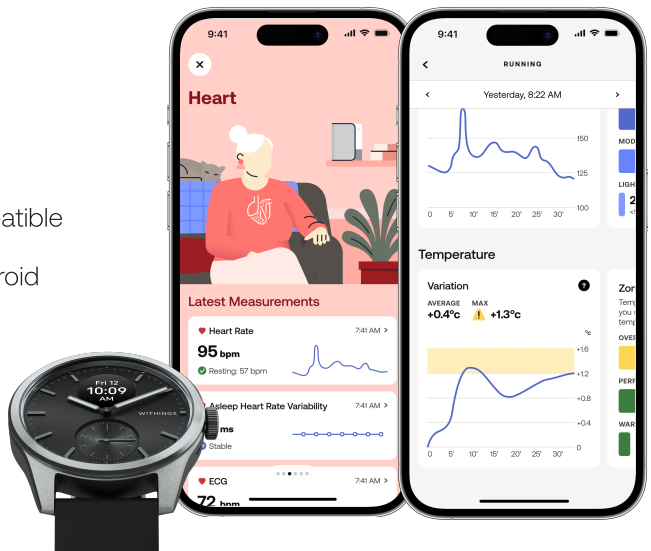 atible
roid
Fri 12
10:09
AM
WITHINGS
9:41
Heart
Latest Measurements
Heart Rate 7:41 AM
95 bpm
Resting: 57 bpm
Asleep Heart Rate Variability 7:41 AM
ms
Stable
ECG 7:41 AM
72 bpm
9:41
RUNNING
Yesterday, 8:22 AM
150
125
100
0 5' 10' 15' 20' 25' 30'
MOD
LIGH
2
Temperature
Variation
AVERAGE MAX
+0.4°c +1.3°c
°c
+1.6
+1.2
+0.8
+0.4
0
0 5' 10' 15' 20' 25' 30'
Zor
Tem
you
temp
OVE
PERF
WAR